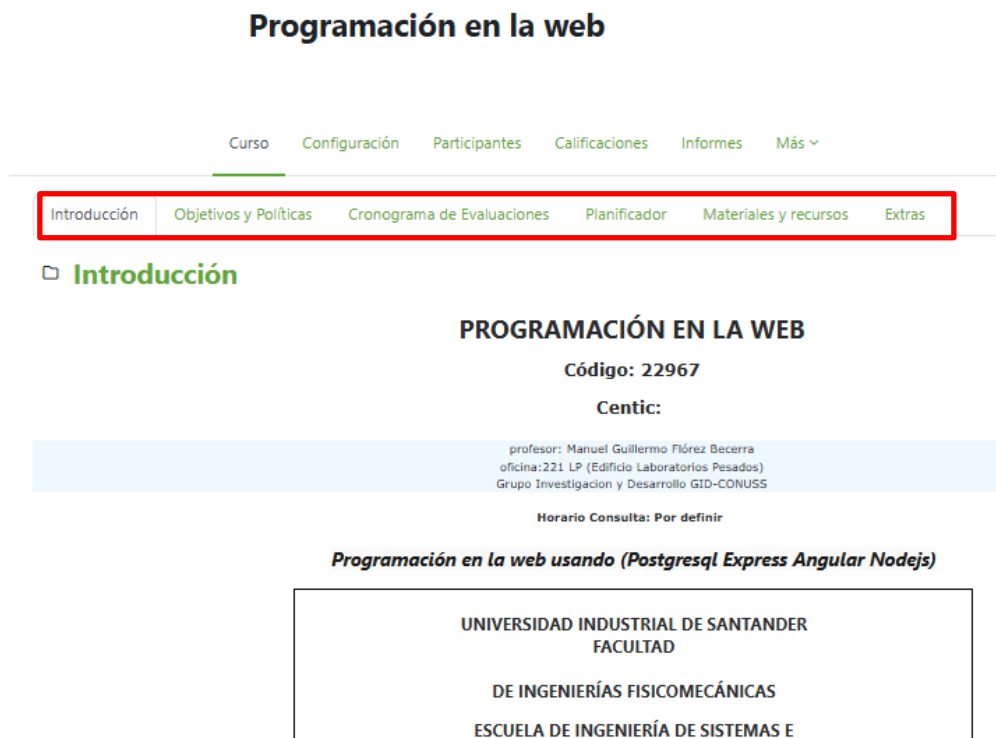 Programación en la web
Curso Configuración Participantes Calificaciones Informes Más
Introducción Objetivos y Políticas Cronograma de Evaluaciones Planificador Materiales y recursos Extras
Introducción
PROGRAMACIÓN EN LA WEB
Código: 22967
Centic:
profesor: Manuel Guillermo Flórez Becerra
oficina:221 LP (Edificio Laboratorios Pesados)
Grupo Investigacion y Desarrollo GID-CONUSS
Horario Consulta: Por definir
Programación en la web usando (Postgresql Express Angular Nodejs)
UNIVERSIDAD INDUSTRIAL DE SANTANDER
FACULTAD
DE INGENIERÍAS FISICOMECÁNICAS
ESCUELA DE INGENIERÍA DE SISTEMAS E